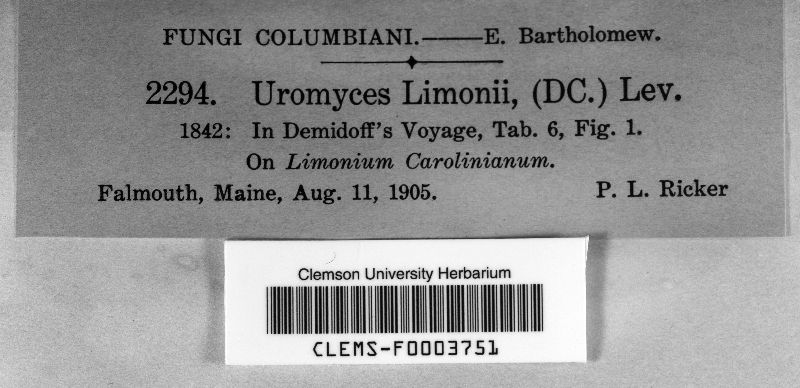 FUNGI COLUMBIANI.——E. Bartholomew.
2294. Uromyces Limonii, (DC.) Lev.
1842: In Demidoff's Voyage, Tab. 6, Fig. 1.
On Limonium Carolinianum.
Falmouth, Maine, Aug. 11, 1905. P. L. Ricker
Clemson University Herbarium
CLEMS-F0003751